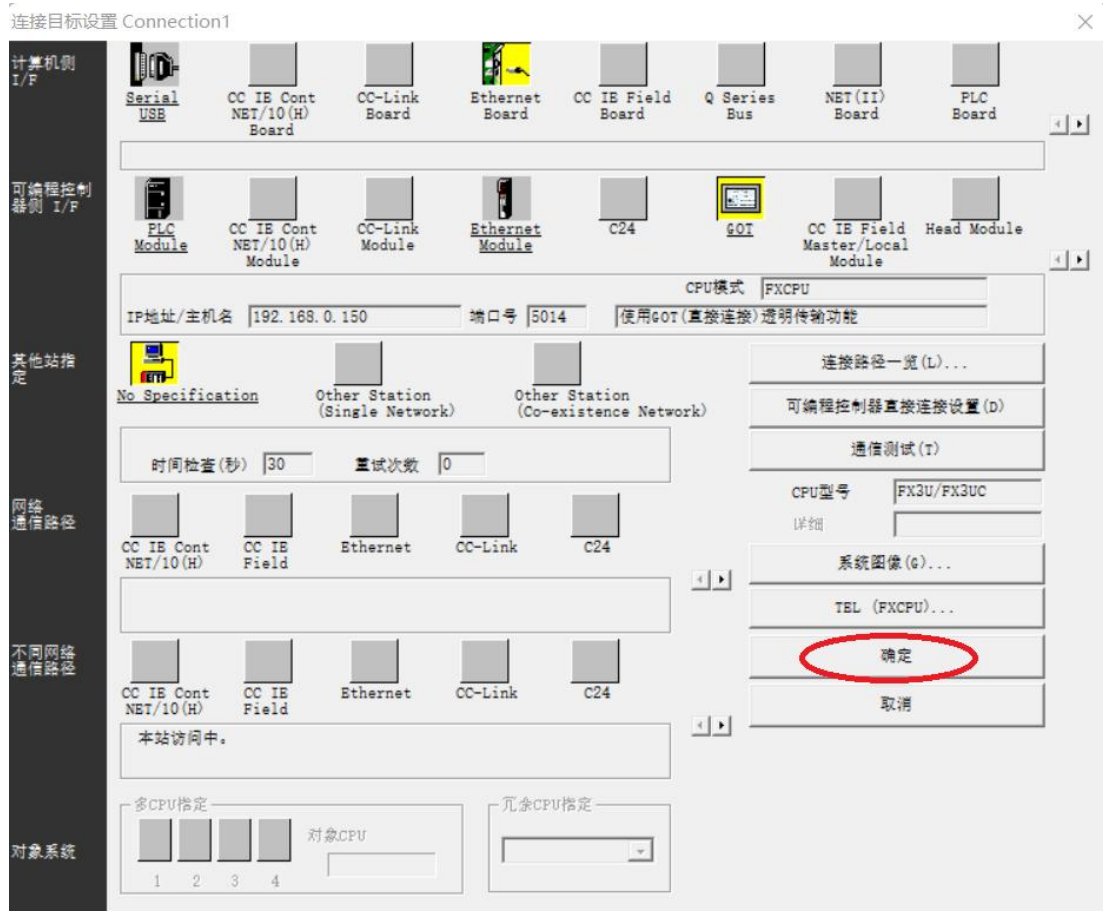 连接目标设置 Connection1
计算机侧
I/F
Serial
USB
CC IE Cont
NET/10(H)
Board
CC-Link
Board
Ethernet
Board
CC IE Field
Board
Q Series
Bus
NET(II)
Board
PLC
Board
可编程控制
器侧 I/F
PLC
Module
CC IE Cont
NET/10(H)
Module
CC-Link
Module
Ethernet
Module
C24
GOT
CC IE Field
Master/Local
Module
Head Module
CPU模式 FXCPU
IP地址/主机名 192.168.0.150 端口号 5014 使用GOT(直接连接)透明传输功能
其他站指
定
No Specification
Other Station
(Single Network)
Other Station
(Co-existence Network)
连接路径一览(L)...
可编程控制器直接连接设置(D)
通信测试(T)
时间检查(秒) 30 重试次数 0
CPU型号 FX3U/FX3UC
详细
系统图像(G)...
TEL (FXCPU)...
确定
取消
网络
通信路径
CC IE Cont
NET/10(H)
CC IE
Field
Ethernet
CC-Link
C24
不同网络
通信路径
CC IE Cont
NET/10(H)
CC IE
Field
Ethernet
CC-Link
C24
本站访问中。
对象系统
多CPU指定
1 2 3 4
对象CPU
冗余CPU指定